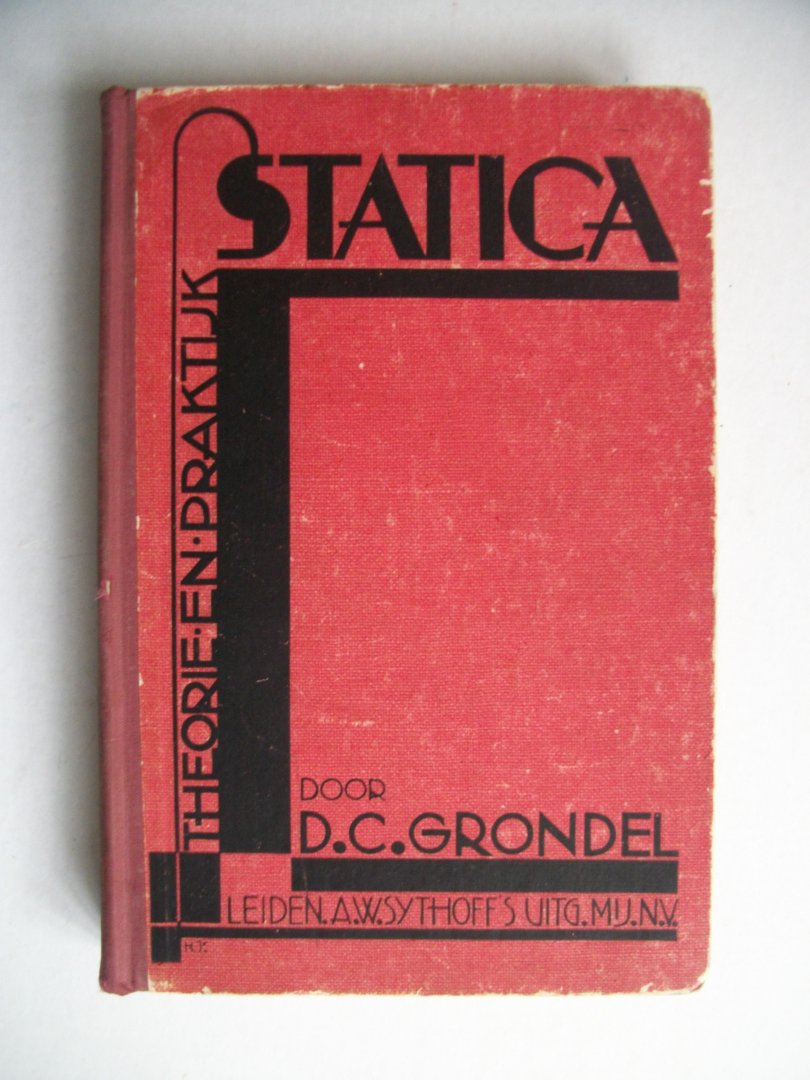 STATICA
THEORIE·EN·PRAKTIJK
DOOR
D.C.GRONDEL
LEIDEN.A.W.SYTHOFF'S UITG.MIJ.N.V.